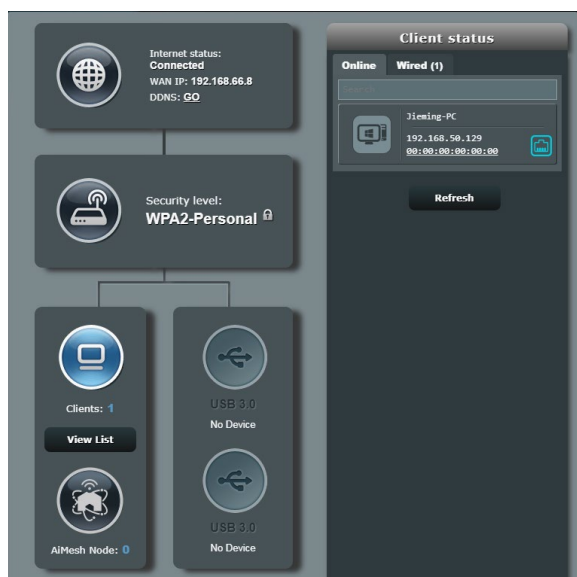 Internet status:
Connected
WAN IP: 192.168.66.8
DDNS: GO
Security level:
WPA2-Personal
Clients: 1
View List
AiMesh Node: 0
USB 3.0
No Device
USB 3.0
No Device
Client status
Online
Wired (1)
Search
Jieming-PC
192.168.50.129
00:00:00:00:00:00
Refresh